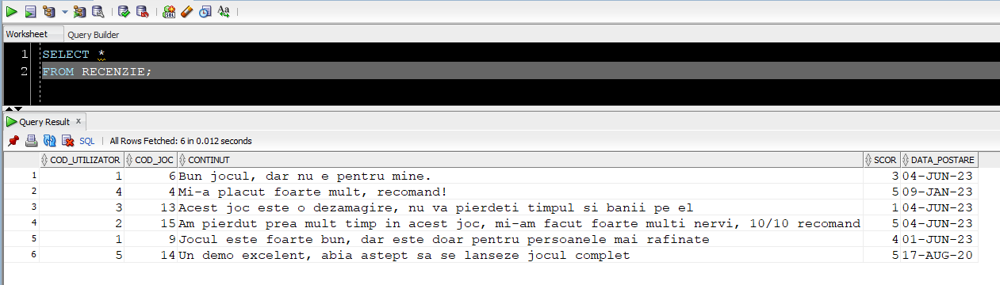 Worksheet Query Builder
1 SELECT *
2 FROM RECENZIE;
Query Result x
SQL | All Rows Fetched: 6 in 0.012 seconds
COD_UTILIZATOR COD_JOC CONTINUT SCOR DATA_POSTARE
1 1 6 Bun jocul, dar nu e pentru mine. 3 04-JUN-23
2 4 4 Mi-a placut foarte mult, recomand! 5 09-JAN-23
3 3 13 Acest joc este o dezamagire, nu va pierdeti timpul si banii pe el 1 04-JUN-23
4 2 15 Am pierdut prea mult timp in acest joc, mi-am facut foarte multi nervi, 10/10 recomand 5 04-JUN-23
5 1 9 Jocul este foarte bun, dar este doar pentru persoanele mai rafinate 4 01-JUN-23
6 5 14 Un demo excelent, abia astept sa se lanseze jocul complet 5 17-AUG-20